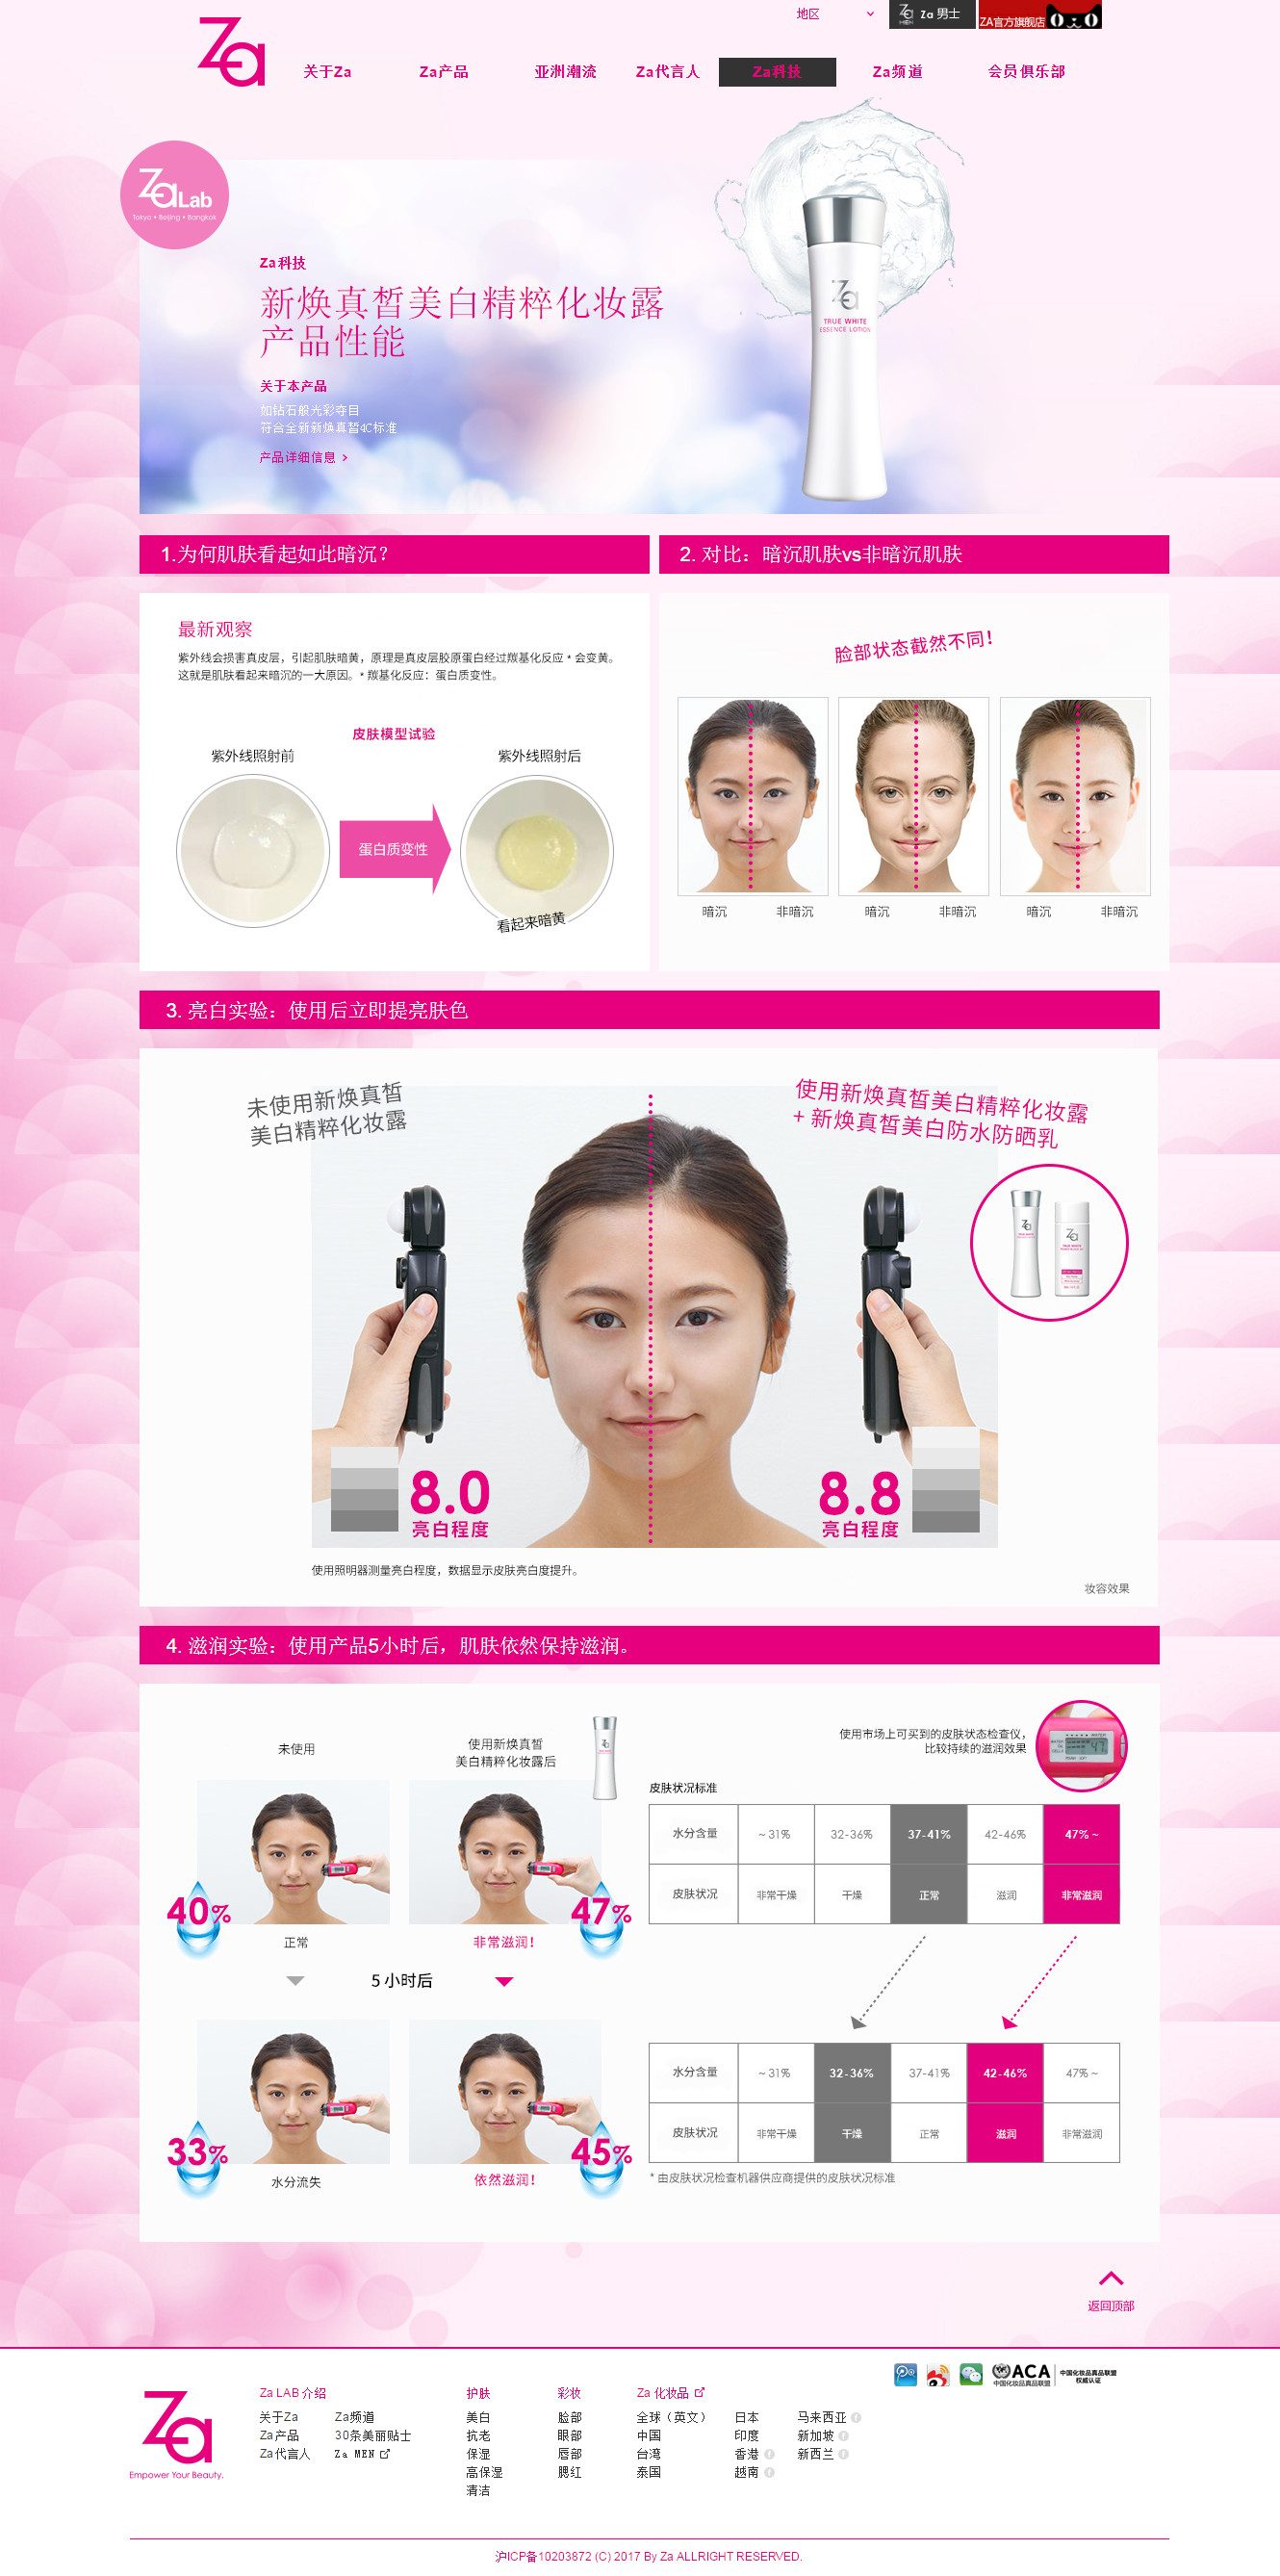 Za
地区
Za 男士
ZA官方旗舰店
关于Za
Za产品
亚洲潮流
Za代言人
Za科技
Za频道
会员俱乐部
Za Lab
Tokyo • Beijing • Bangkok
Za科技
新焕真皙美白精粹化妆露
产品性能
关于本产品
如钻石般光彩夺目
符合全新新焕真皙4C标准
产品详细信息
Za
TRUE WHITE
ESSENCE LOTION
1.为何肌肤看起如此暗沉?
2. 对比：暗沉肌肤vs非暗沉肌肤
最新观察
紫外线会损害真皮层，引起肌肤暗黄，原理是真皮层胶原蛋白经过羰基化反应 * 会变黄。
这就是肌肤看起来暗沉的一大原因。* 羰基化反应：蛋白质变性。
皮肤模型试验
紫外线照射前
紫外线照射后
蛋白质变性
看起来暗黄
脸部状态截然不同！
暗沉 非暗沉 暗沉 非暗沉 暗沉 非暗沉
3. 亮白实验：使用后立即提亮肤色
未使用新焕真皙
美白精粹化妆露
使用新焕真皙美白精粹化妆露
+ 新焕真皙美白防水防晒乳
Za
Za
8.0
亮白程度
8.8
亮白程度
使用照明器测量亮白程度，数据显示皮肤亮白度提升。
妆容效果
4. 滋润实验：使用产品5小时后，肌肤依然保持滋润。
未使用
使用新焕真皙
美白精粹化妆露后
使用市场上可买到的皮肤状态检查仪，
比较持续的滋润效果
47
皮肤状况标准
水分含量 ~ 31% 32-36% 37-41% 42-46% 47% ~
皮肤状况 非常干燥 干燥 正常 滋润 非常滋润
40%
47%
正常
非常滋润！
5 小时后
水分含量 ~ 31% 32-36% 37-41% 42-46% 47% ~
皮肤状况 非常干燥 干燥 正常 滋润 非常滋润
33%
45%
水分流失
依然滋润！
* 由皮肤状况检查机器供应商提供的皮肤状况标准
返回顶部
ACA
中国化妆品真品联盟
中国化妆品真品联盟
权威认证
Za
Empower Your Beauty.
Za LAB 介绍
关于Za
Za产品
Za代言人
Za频道
30条美丽贴士
Za MEN
护肤
美白
抗老
保湿
高保湿
清洁
彩妆
脸部
眼部
唇部
腮红
Za 化妆品
全球（英文）
中国
台湾
泰国
日本
印度
香港
越南
马来西亚
新加坡
新西兰
沪ICP备10203872 (C) 2017 By Za ALLRIGHT RESERVED.